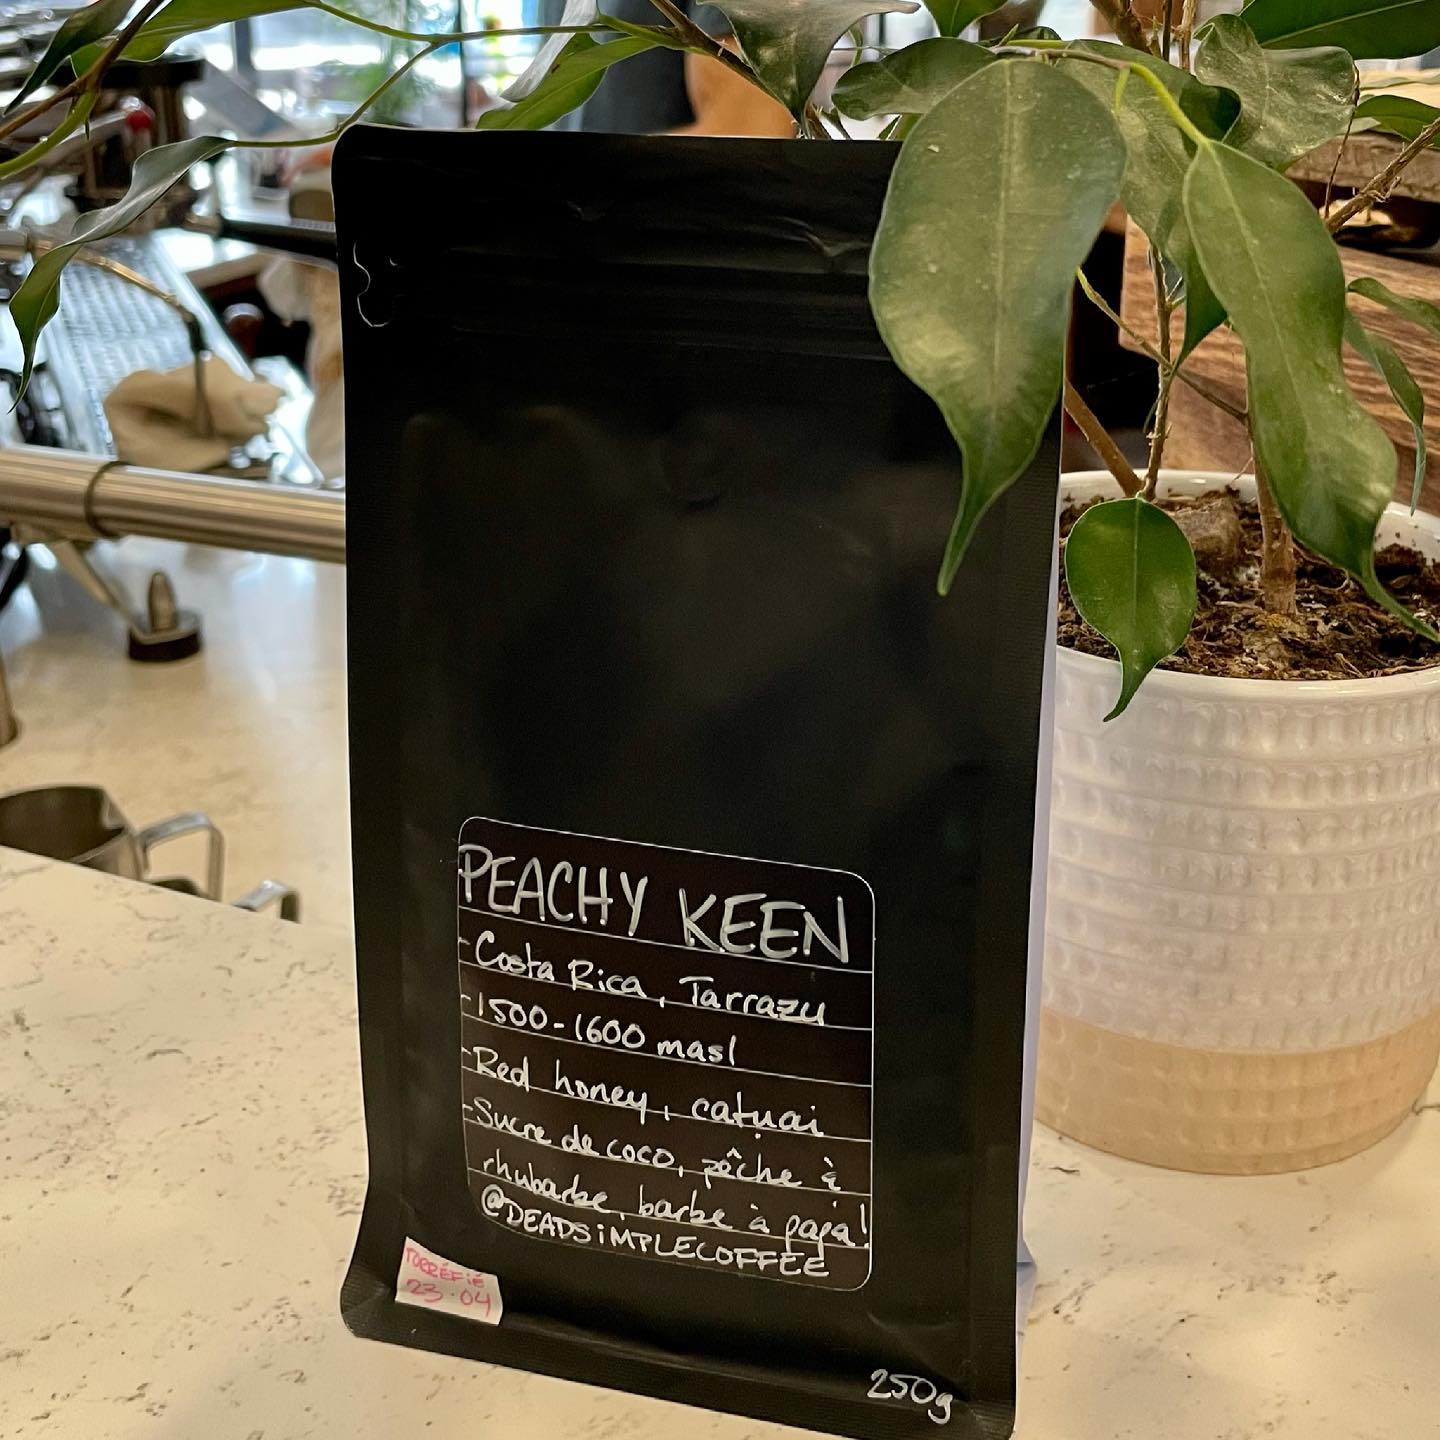 PEACHY KEEN
- Costa Rica, Tarrazu
- 1500-1600 masl
- Red honey, catuai
- Sucre de coco, pêche à
rhubarbe, barbe à papa!
@DEADSiMPLECOFFEE
TORRÉFiÉ
23.04
250g